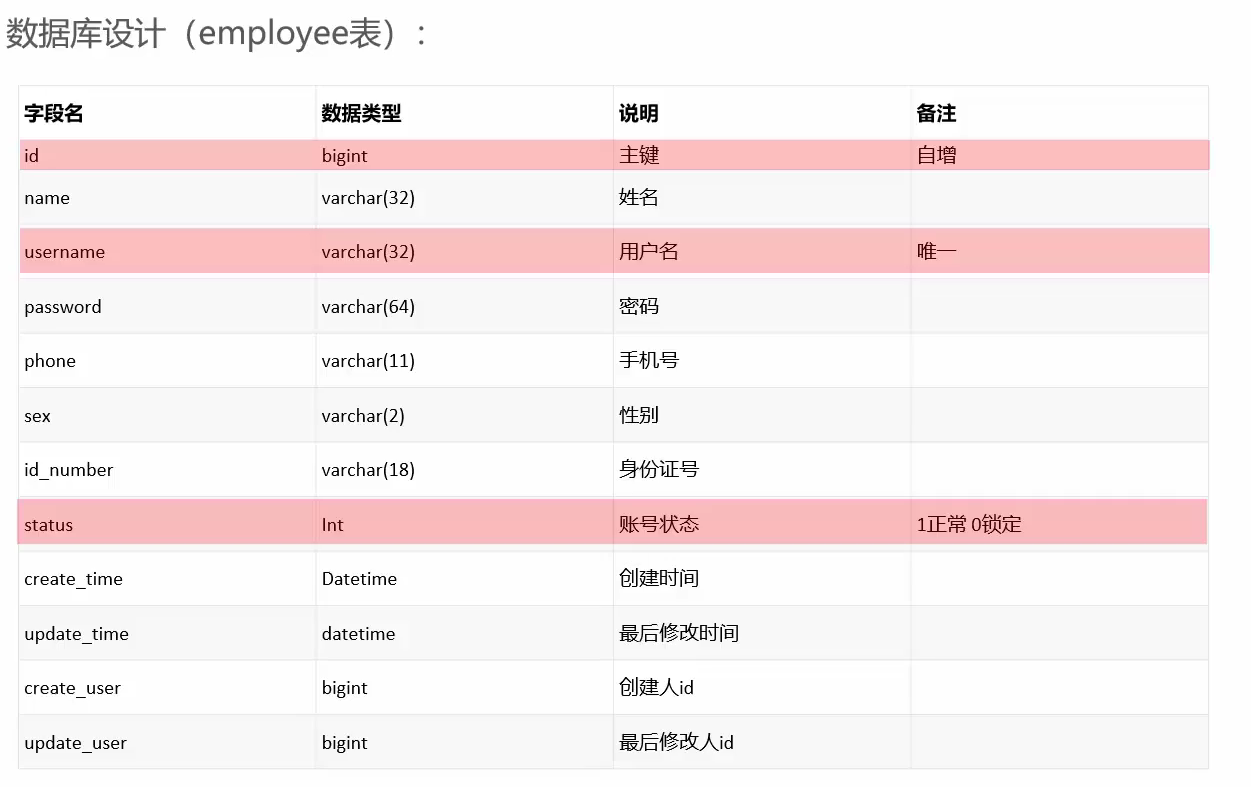 数据库设计（employee表）：
字段名 数据类型 说明 备注
id bigint 主键 自增
name varchar(32) 姓名
username varchar(32) 用户名 唯一
password varchar(64) 密码
phone varchar(11) 手机号
sex varchar(2) 性别
id_number varchar(18) 身份证号
status Int 账号状态 1正常 0锁定
create_time Datetime 创建时间
update_time datetime 最后修改时间
create_user bigint 创建人id
update_user bigint 最后修改人id